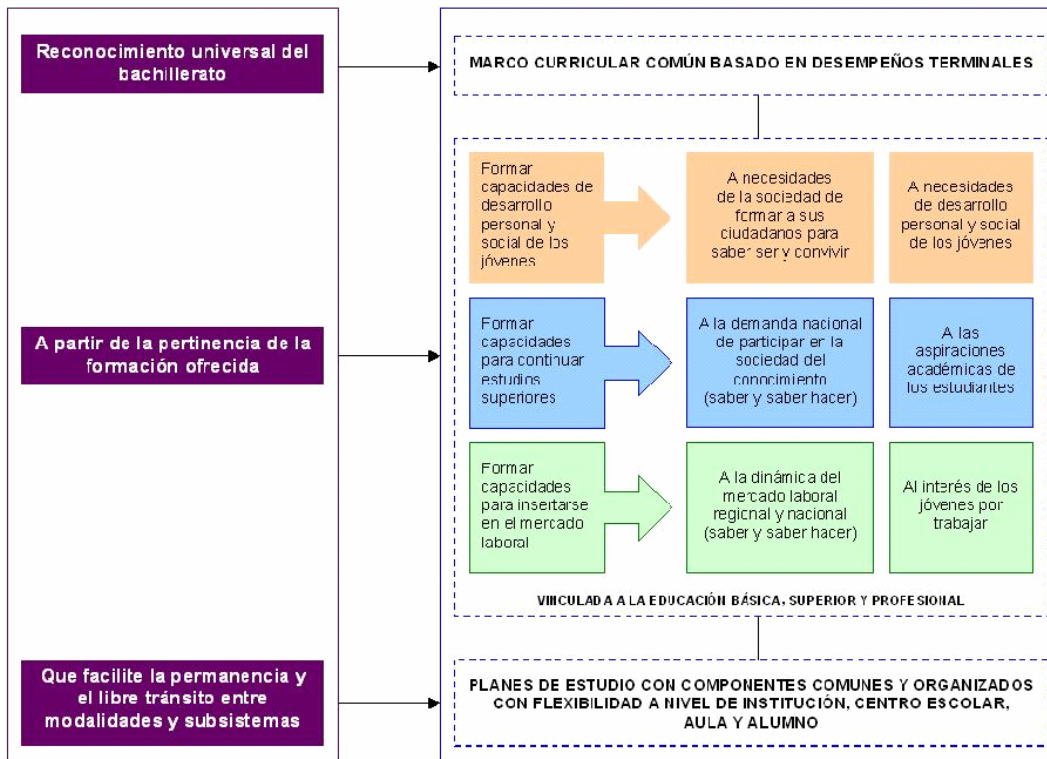 Reconocimiento universal del
bachillerato
MARCO CURRICULAR COMÚN BASADO EN DESEMPEÑOS TERMINALES
A partir de la pertinencia de la
formación ofrecida
Formar
capacidades de
desarrollo
personal y
social de los
jóvenes
A necesidades
de la sociedad de
formar a sus
ciudadanos para
saber ser y convivir
A necesidades
de desarrollo
personal y social
de los jóvenes
Formar
capacidades
para continuar
estudios
superiores
A la demanda nacional
de participar en la
sociedad del
conocimiento
(saber y saber hacer)
A las
aspiraciones
académicas de
los estudiantes
Formar
capacidades
para insertarse
en el mercado
laboral
A la dinámica del
mercado laboral
regional y nacional
(saber y saber hacer)
Al interés de los
jóvenes por
trabajar
VINCULADA A LA EDUCACIÓN BÁSICA, SUPERIOR Y PROFESIONAL
Que facilite la permanencia y
el libre tránsito entre
modalidades y subsistemas
PLANES DE ESTUDIO CON COMPONENTES COMUNES Y ORGANIZADOS
CON FLEXIBILIDAD A NIVEL DE INSTITUCIÓN, CENTRO ESCOLAR,
AULA Y ALUMNO